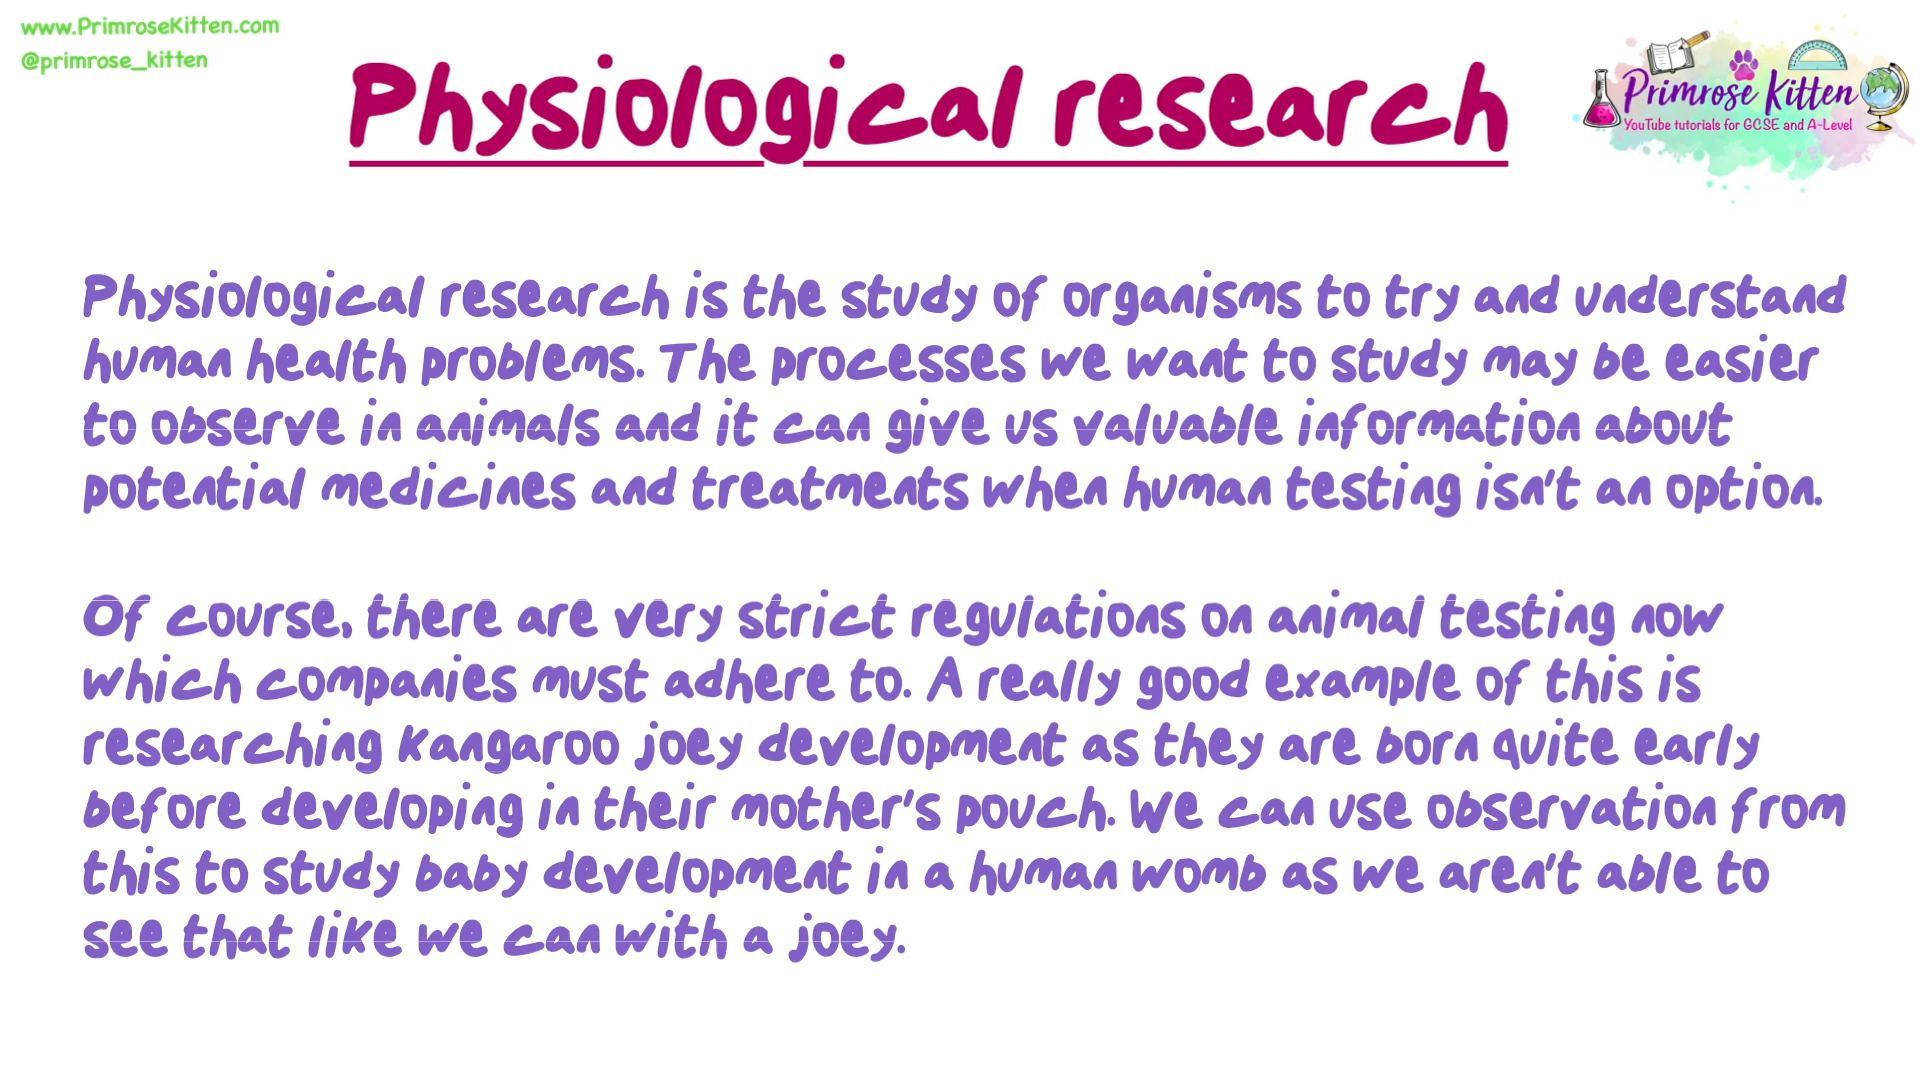 www.PrimroseKitten.com
@primrose_kitten
Physiological research
Primrose Kitten
YouTube tutorials for GCSE and A-Level
Physiological research is the study of organisms to try and understand
human health problems. The processes we want to study may be easier
to observe in animals and it can give us valuable information about
potential medicines and treatments when human testing isn't an option.
Of course, there are very strict regulations on animal testing now
which companies must adhere to. A really good example of this is
researching kangaroo joey development as they are born quite early
before developing in their mother's pouch. We can use observation from
this to study baby development in a human womb as we aren't able to
see that like we can with a joey.